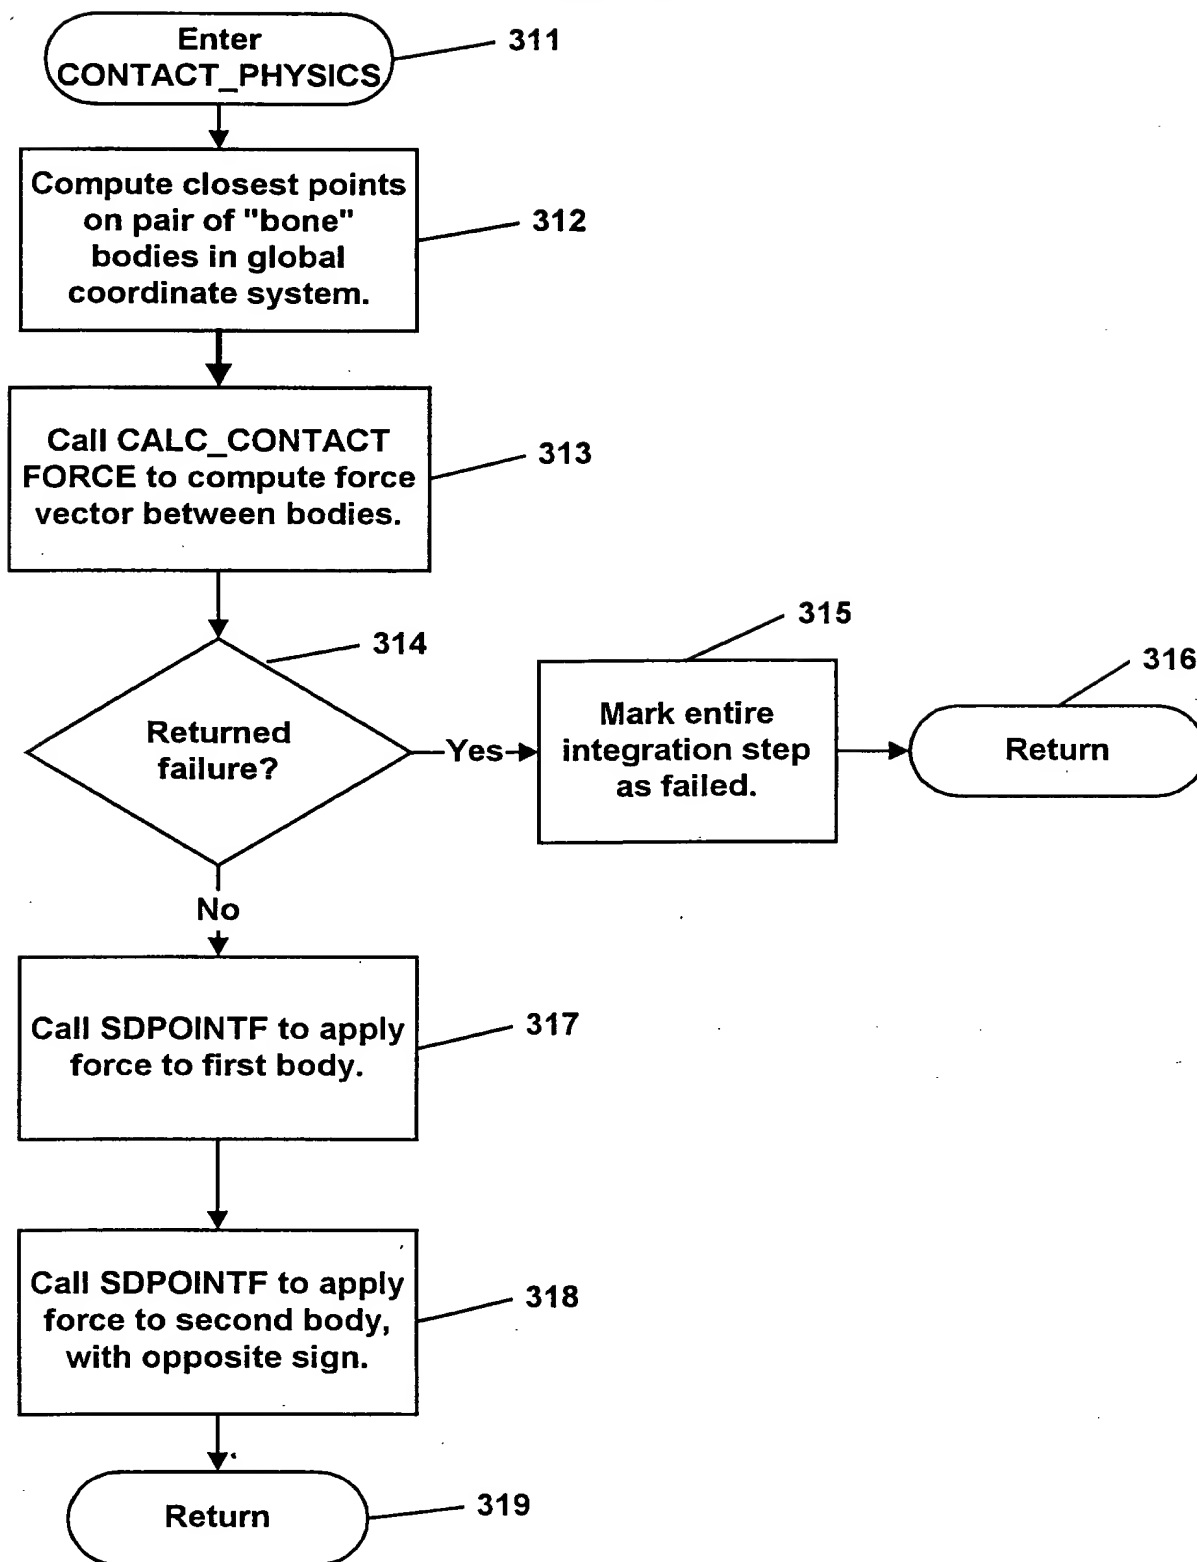 Enter
CONTACT_PHYSICS
311
Compute closest points
on pair of "bone"
bodies in global
coordinate system.
312
Call CALC_CONTACT
FORCE to compute force
vector between bodies.
313
314
Returned
failure?
Yes
315
Mark entire
integration step
as failed.
316
Return
No
Call SDPOINTF to apply
force to first body.
317
Call SDPOINTF to apply
force to second body,
with opposite sign.
318
Return
319